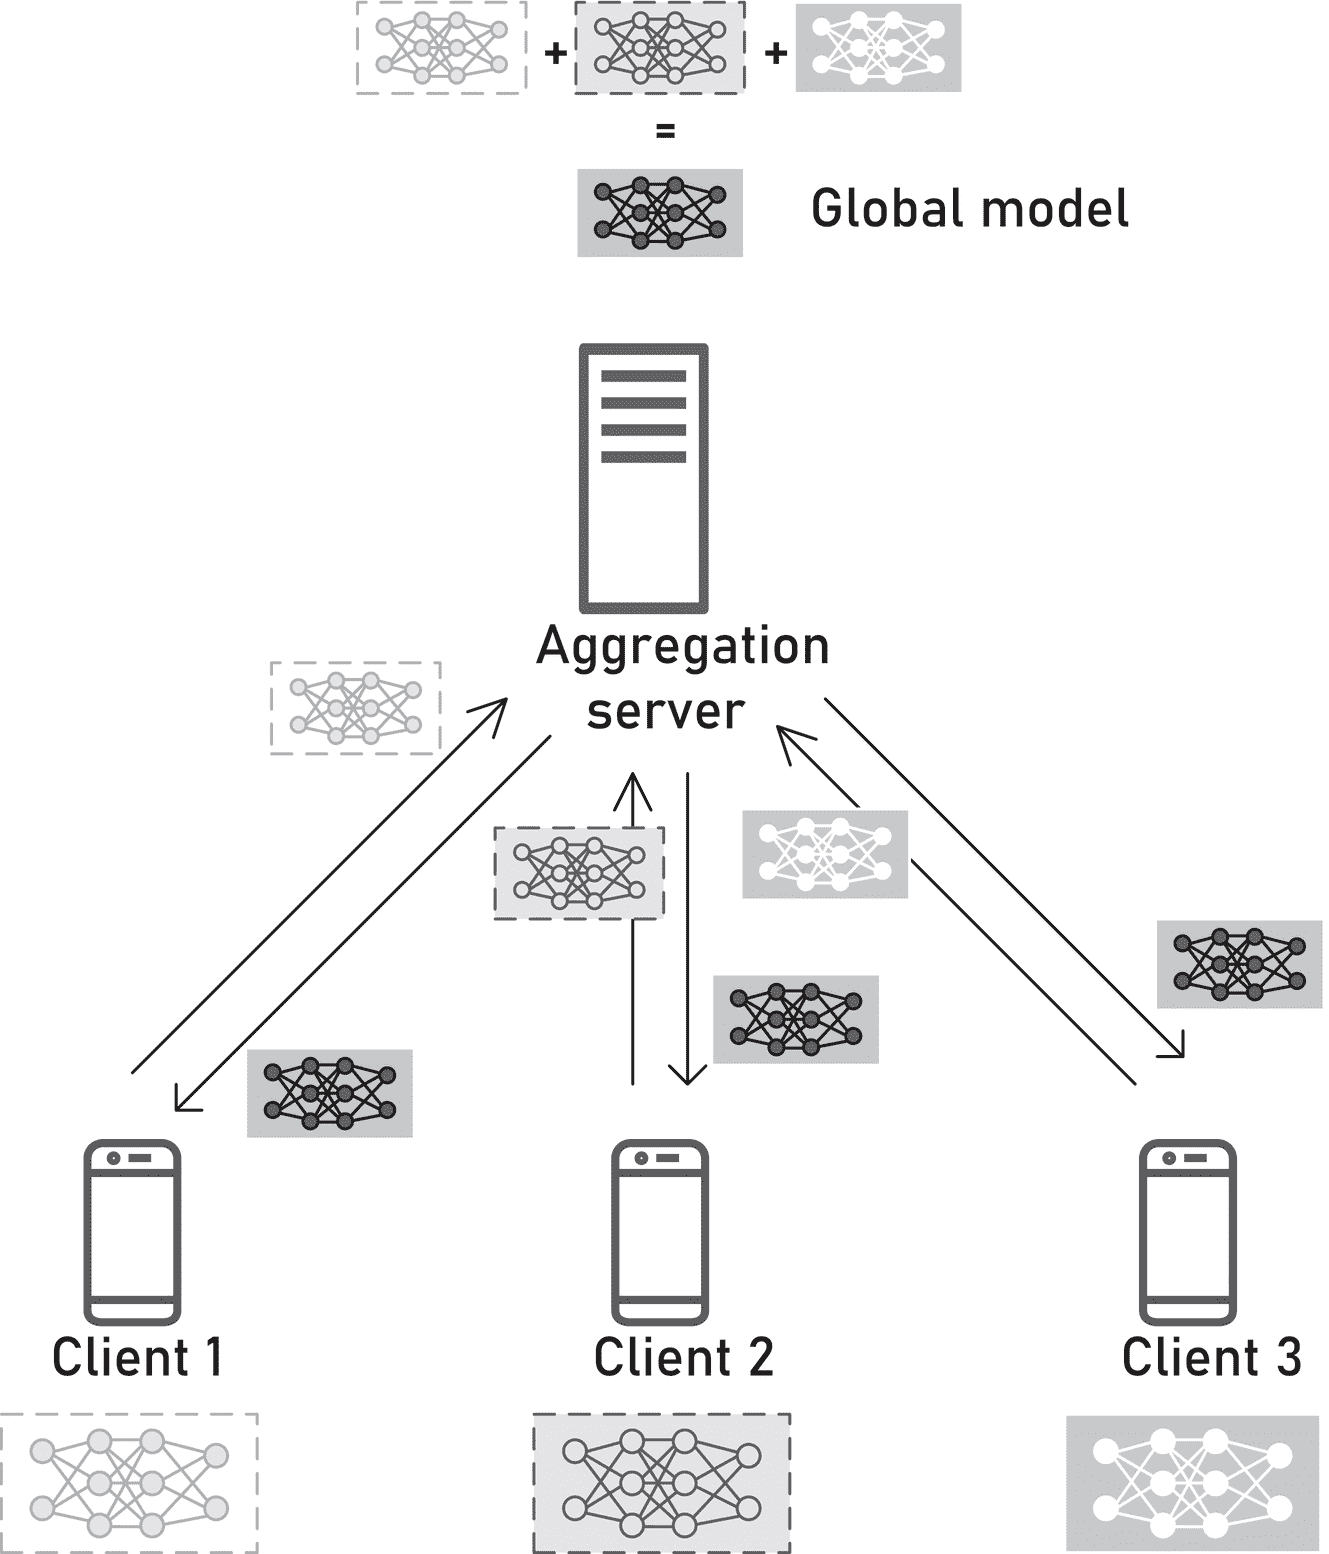 + +
=
Global model
Aggregation
server
Client 1
Client 2
Client 3